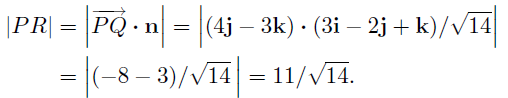 |PR| = |PQ⃗ · n| = |(4j − 3k) · (3i − 2j + k)/√14|
= |(−8 − 3)/√14| = 11/√14.